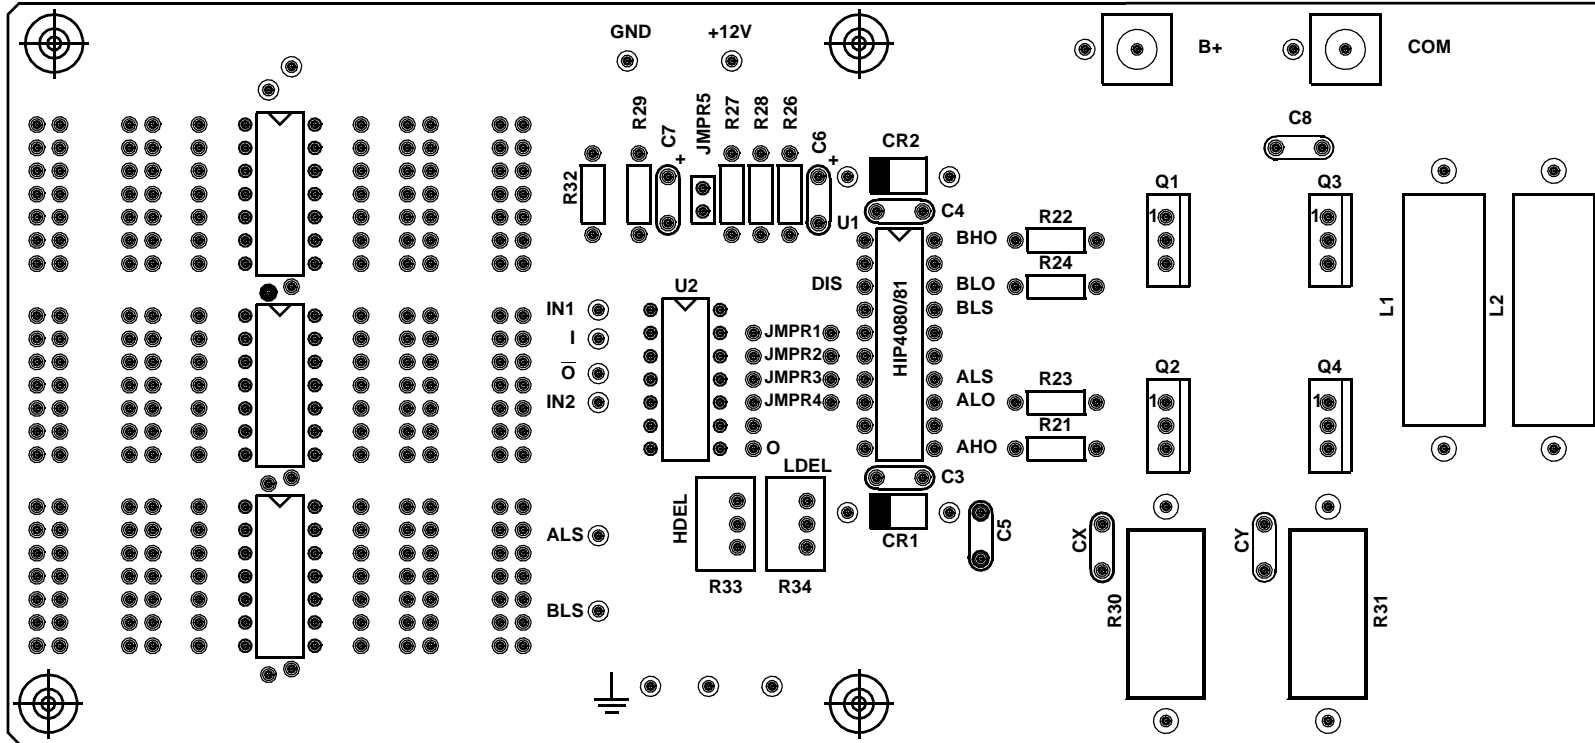 GND
+12V
B+
COM
R29
C7
+
JMPR5
R27
R28
R26
C6
+
CR2
C8
R32
C4
U1
BHO
R22
Q1
1
Q3
1
DIS
BLO
R24
BLS
HIP4080/81
L1
L2
U2
IN1
I
O
IN2
JMPR1
JMPR2
JMPR3
JMPR4
O
ALS
ALO
R23
AHO
R21
Q2
1
Q4
1
LDEL
HDEL
C3
CR1
C5
CX
CY
R33
R34
R30
R31
ALS
BLS